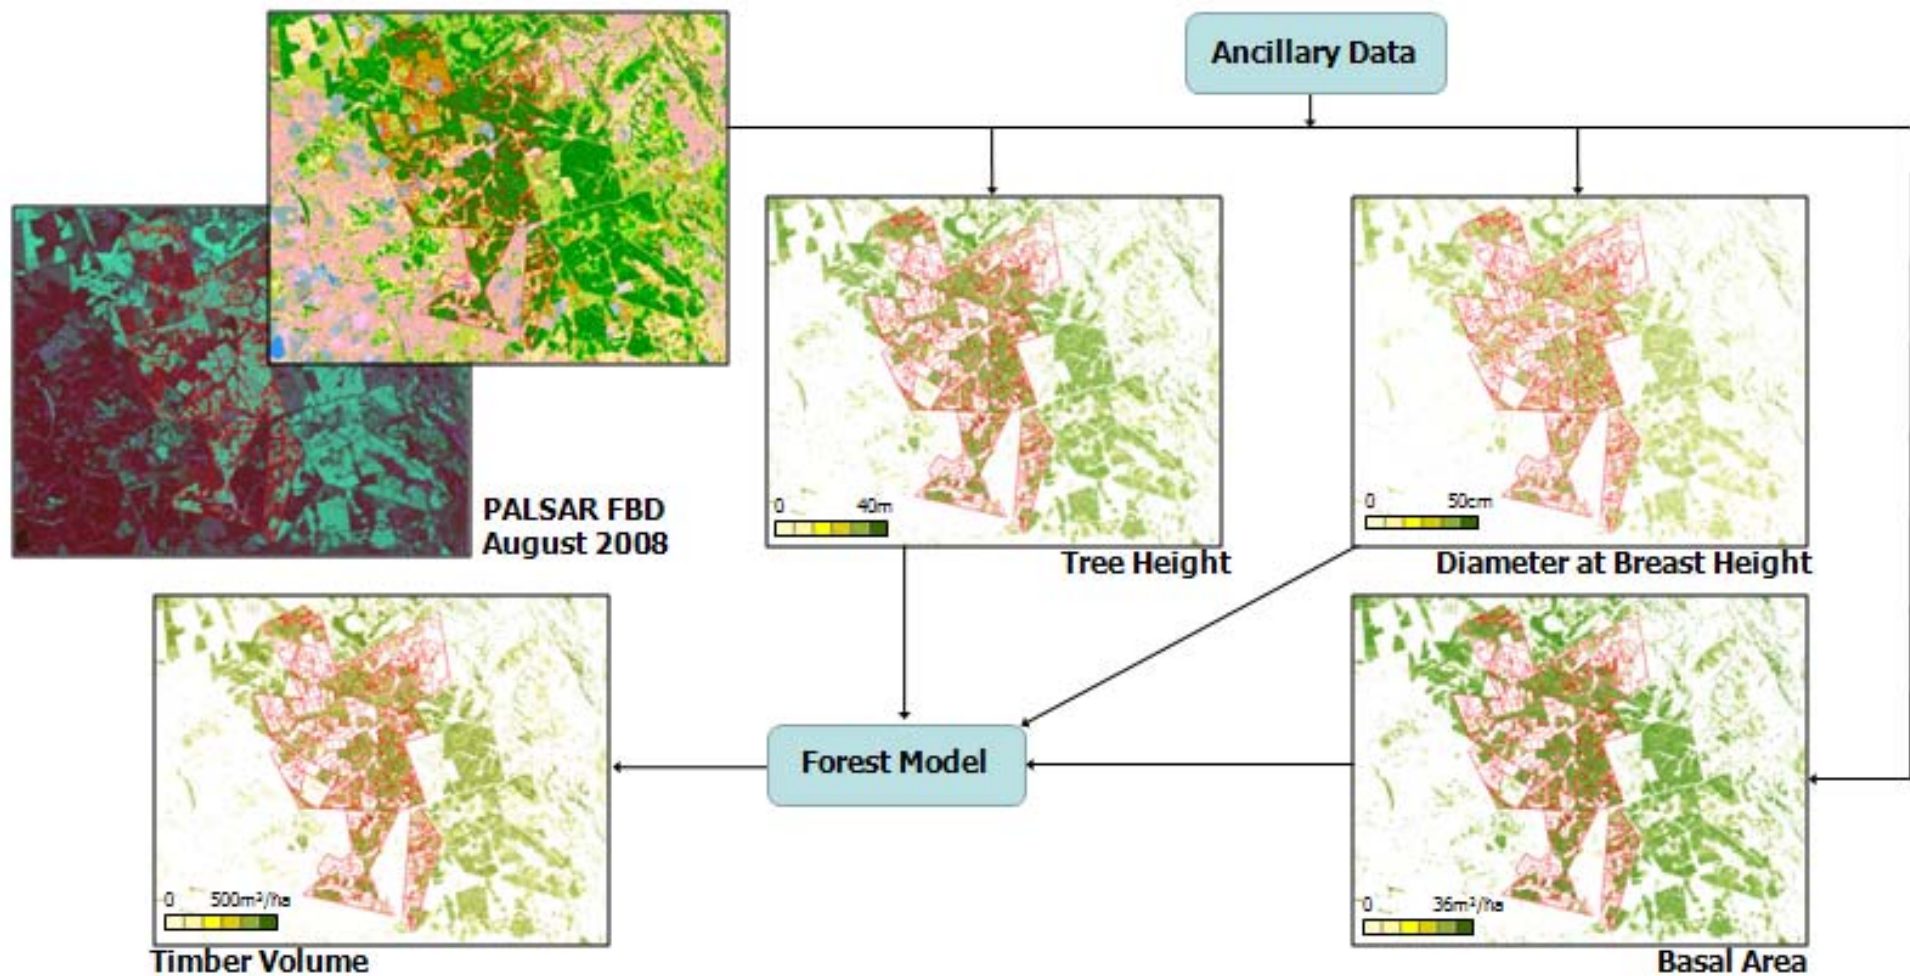 Ancillary Data
PALSAR FBD
August 2008
0 40m
Tree Height
0 50cm
Diameter at Breast Height
Forest Model
0 500m³/ha
Timber Volume
0 36m²/ha
Basal Area